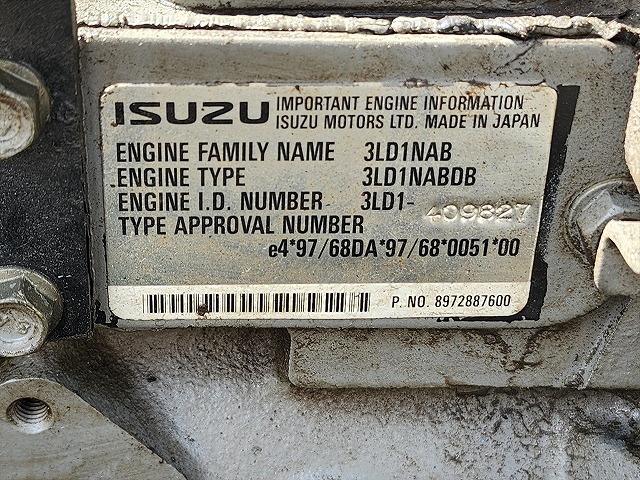 ISUZU IMPORTANT ENGINE INFORMATION
ISUZU MOTORS LTD. MADE IN JAPAN
ENGINE FAMILY NAME 3LD1NAB
ENGINE TYPE 3LD1NABDB
ENGINE I.D. NUMBER 3LD1- 409827
TYPE APPROVAL NUMBER
e4*97/68DA*97/68*0051*00
P. NO. 8972887600